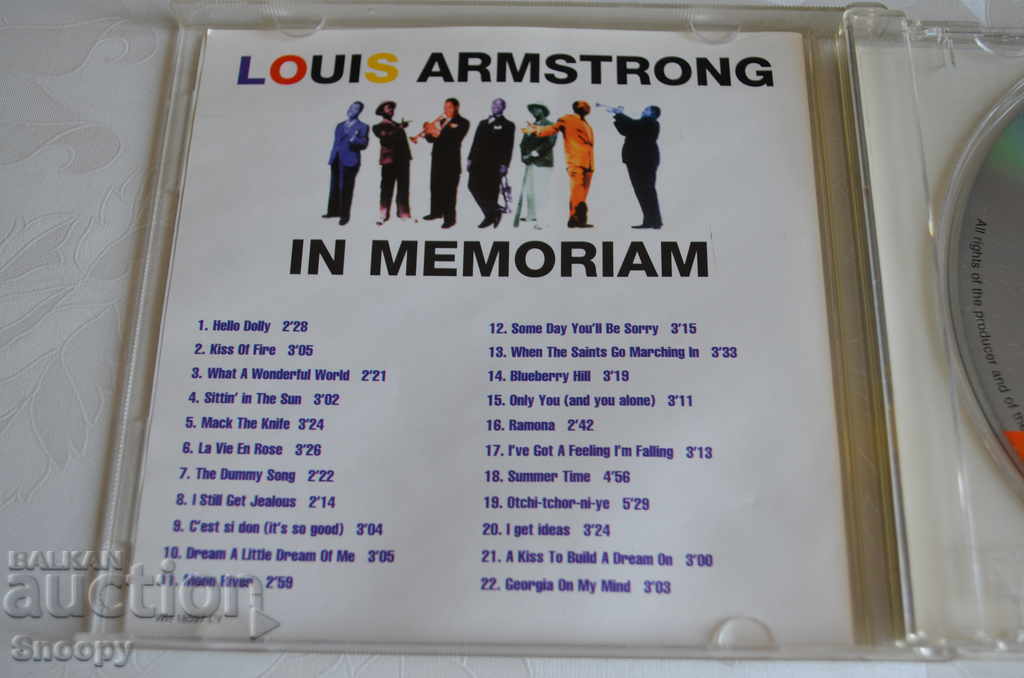 LOUIS ARMSTRONG
IN MEMORIAM
1. Hello Dolly 2'28
2. Kiss Of Fire 3'05
3. What A Wonderful World 2'21
4. Sittin' in The Sun 3'02
5. Mack The Knife 3'24
6. La Vie En Rose 3'26
7. The Dummy Song 2'22
8. I Still Get Jealous 2'14
9. C'est si don (it's so good) 3'04
10. Dream A Little Dream Of Me 3'05
11. Moon River 2'59
12. Some Day You'll Be Sorry 3'15
13. When The Saints Go Marching In 3'33
14. Blueberry Hill 3'19
15. Only You (and you alone) 3'11
16. Ramona 2'42
17. I've Got A Feeling I'm Falling 3'13
18. Summer Time 4'56
19. Otchi-tchor-ni-ye 5'29
20. I get ideas 3'24
21. A Kiss To Build A Dream On 3'00
22. Georgia On My Mind 3'03
All rights of the producer and of the
BALKAN
auction
Snoopy